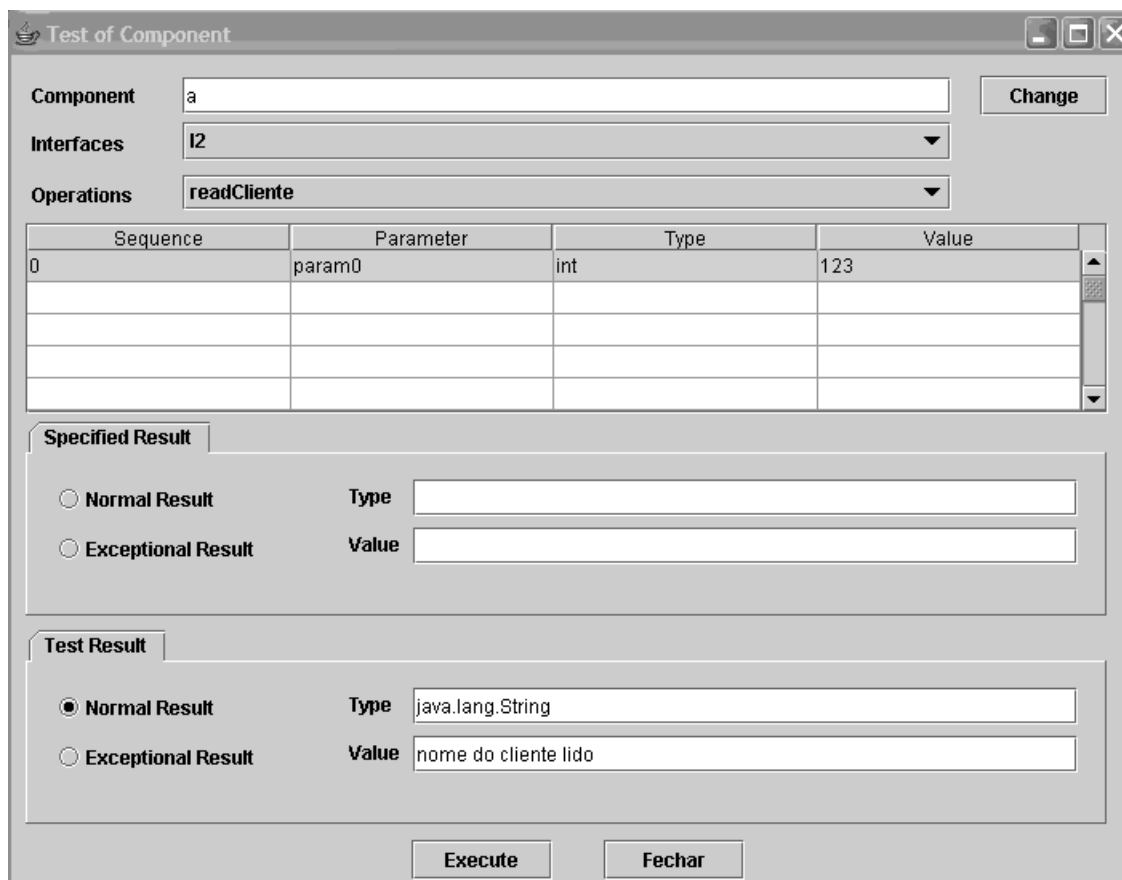 Test of Component
Component a Change
Interfaces I2
Operations readCliente
Sequence Parameter Type Value
0 param0 int 123
Specified Result
Normal Result Type
Exceptional Result Value
Test Result
Normal Result Type java.lang.String
Exceptional Result Value nome do cliente lido
Execute Fechar